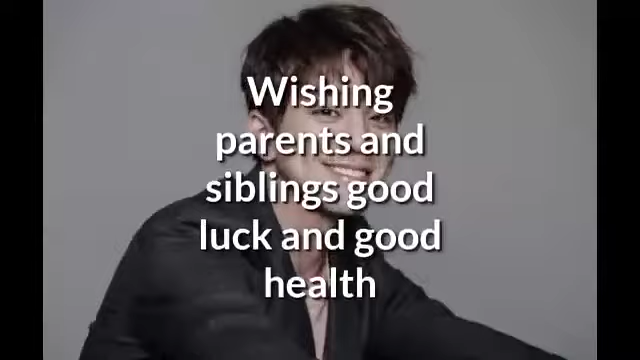 Wishing
parents and
siblings good
luck and good
health